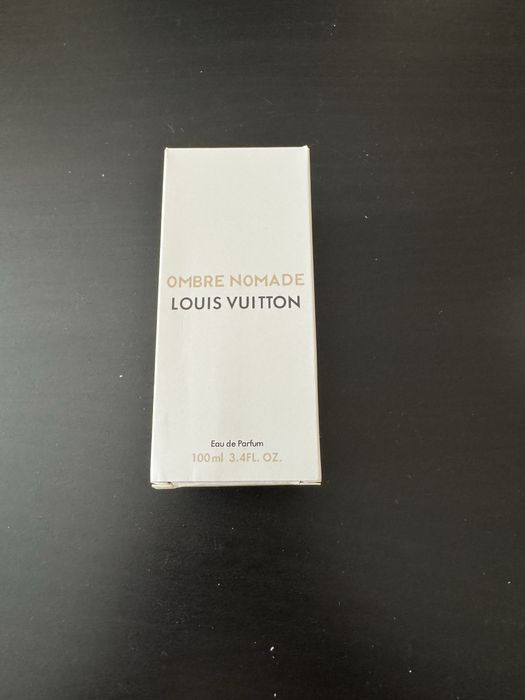 OMBRE NOMADE
LOUIS VUITTON
Eau de Parfum
100ml 3.4FL. OZ.